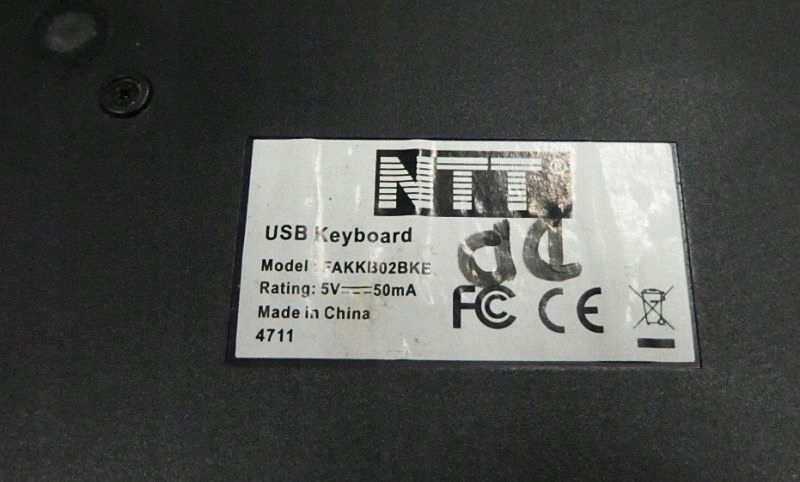 NTT®
USB Keyboard
Model : FAKKB02BKE
Rating: 5V⎓50mA
Made in China
4711
FC CE